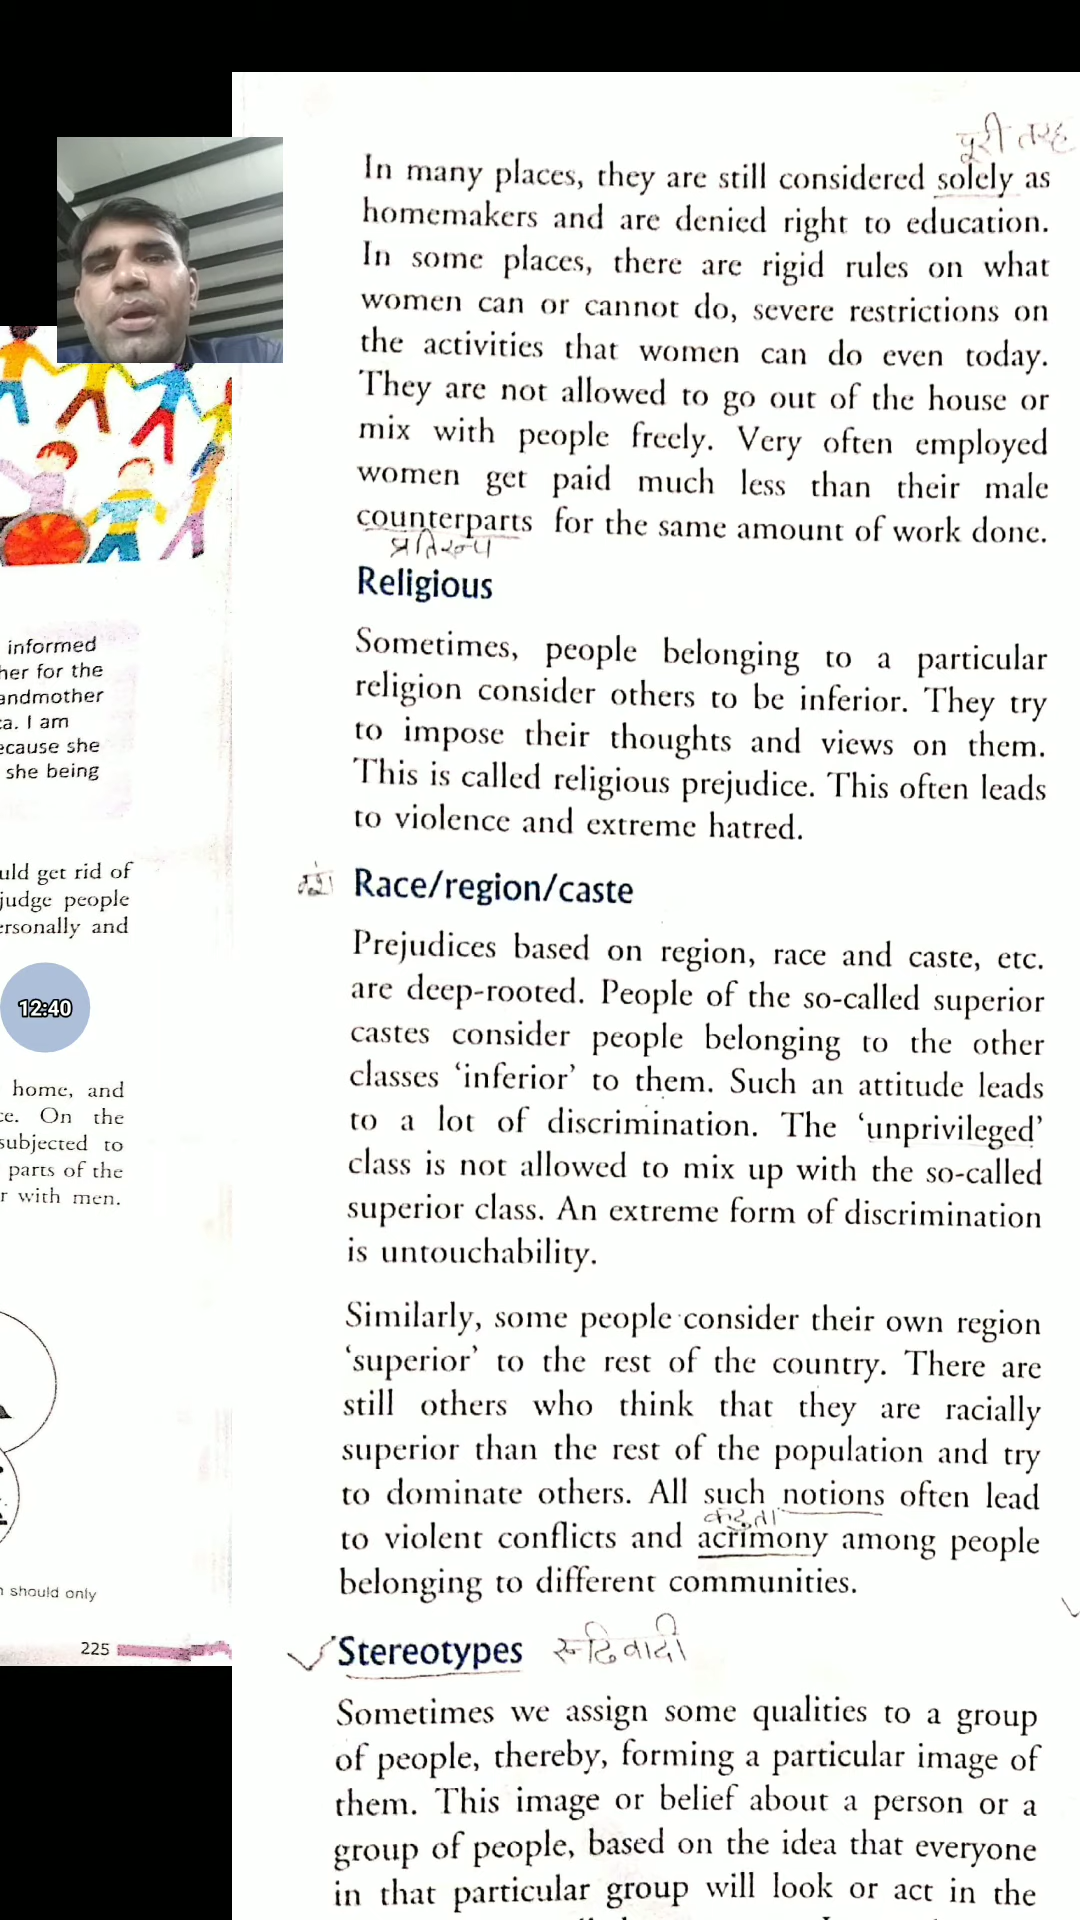 पूरी तरह
In many places, they are still considered solely as
homemakers and are denied right to education.
In some places, there are rigid rules on what
women can or cannot do, severe restrictions on
the activities that women can do even today.
They are not allowed to go out of the house or
mix with people freely. Very often employed
women get paid much less than their male
counterparts for the same amount of work done.
प्रतिरूप
Religious
Sometimes, people belonging to a particular
religion consider others to be inferior. They try
to impose their thoughts and views on them.
This is called religious prejudice. This often leads
to violence and extreme hatred.
Race/region/caste
Prejudices based on region, race and caste, etc.
are deep-rooted. People of the so-called superior
castes consider people belonging to the other
classes ‘inferior’ to them. Such an attitude leads
to a lot of discrimination. The ‘unprivileged’
class is not allowed to mix up with the so-called
superior class. An extreme form of discrimination
is untouchability.
Similarly, some people consider their own region
‘superior’ to the rest of the country. There are
still others who think that they are racially
superior than the rest of the population and try
to dominate others. All such notions often lead
कटुता
to violent conflicts and acrimony among people
belonging to different communities.
Stereotypes रूढिवादी
Sometimes we assign some qualities to a group
of people, thereby, forming a particular image of
them. This image or belief about a person or a
group of people, based on the idea that everyone
in that particular group will look or act in the
informed
her for the
andmother
ca. I am
ecause she
she being
uld get rid of
judge people
ersonally and
12:40
home, and
ce. On the
subjected to
parts of the
r with men.
n should only
225